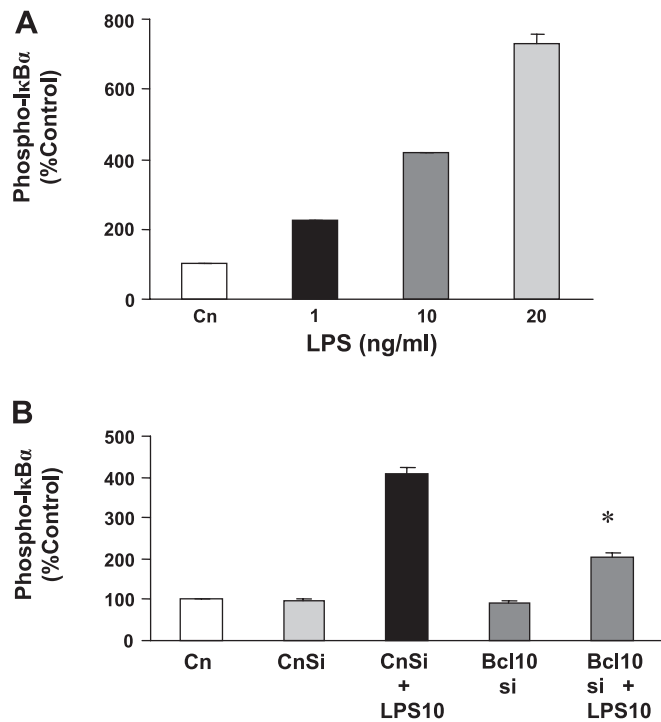 A
Phospho-IκBα
(%Control)
800
600
400
200
0
Cn 1 10 20
LPS (ng/ml)
B
Phospho-IκBα
(%Control)
500
400
300
200
100
0
*
Cn CnSi CnSi Bcl10 Bcl10
+ si si +
LPS10 LPS10